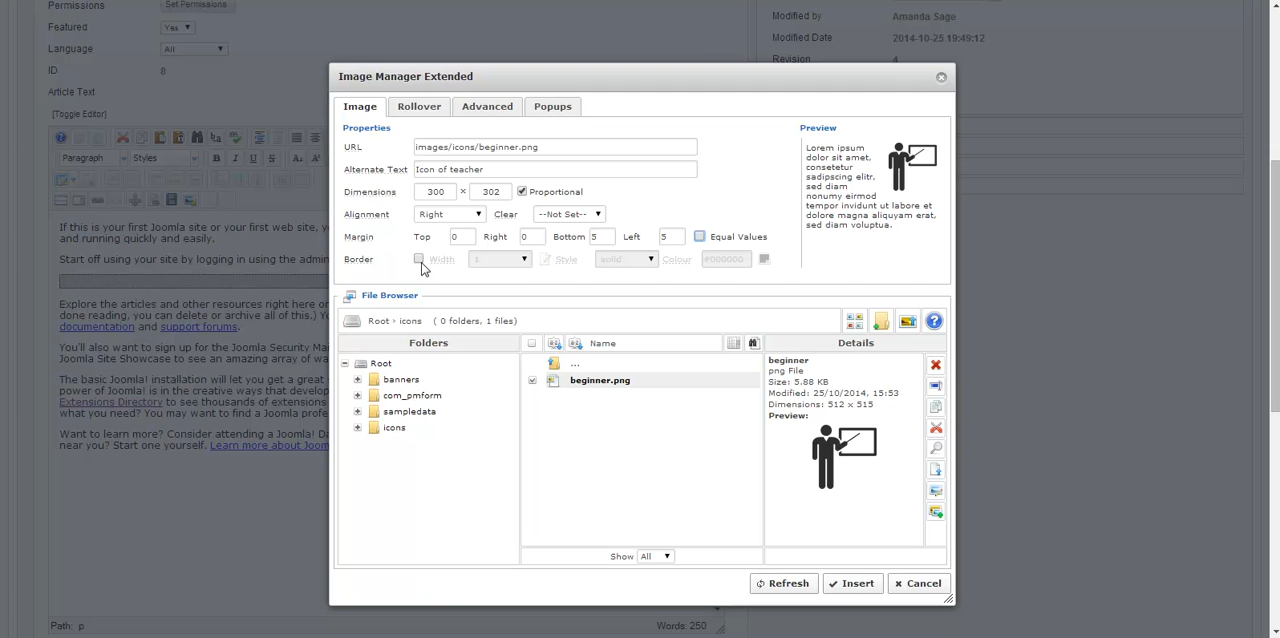 Permissions Set Permissions
Featured Yes
Language All
ID 8
Article Text
[Toggle Editor]
Paragraph Styles B I U S
If this is your first Joomla site or your first web site, y
and running quickly and easily.
Start off using your site by logging in using the admin
Explore the articles and other resources right here or
done reading, you can delete or archive all of this.) Yo
documentation and support forums.
You'll also want to sign up for the Joomla Security Mai
Joomla Site Showcase to see an amazing array of wa
The basic Joomla! installation will let you get a great
power of Joomla! is in the creative ways that develop
Extensions Directory to see thousands of extensions
what you need? You may want to find a Joomla profe
Want to learn more? Consider attending a Joomla! Da
near you? Start one yourself. Learn more about Joom
Path: p
Words: 250
Modified by Amanda Sage
Modified Date 2014-10-25 19:49:12
Revision 4
Image Manager Extended
Image Rollover Advanced Popups
Properties
URL images/icons/beginner.png
Alternate Text Icon of teacher
Dimensions 300 × 302 Proportional
Alignment Right Clear --Not Set--
Margin Top 0 Right 0 Bottom 5 Left 5 Equal Values
Border Width 1 Style solid Colour #000000
Preview
Lorem ipsum
dolor sit amet,
consetetur
sadipscing elitr,
sed diam
nonumy eirmod
tempor invidunt ut labore et
dolore magna aliquyam erat,
sed diam voluptua.
File Browser
Root › icons ( 0 folders, 1 files)
Folders Name Details
Root
banners
com_pmform
sampledata
icons
...
beginner.png
beginner
png File
Size: 5.88 KB
Modified: 25/10/2014, 15:53
Dimensions: 512 × 515
Preview:
Show All
Refresh Insert Cancel